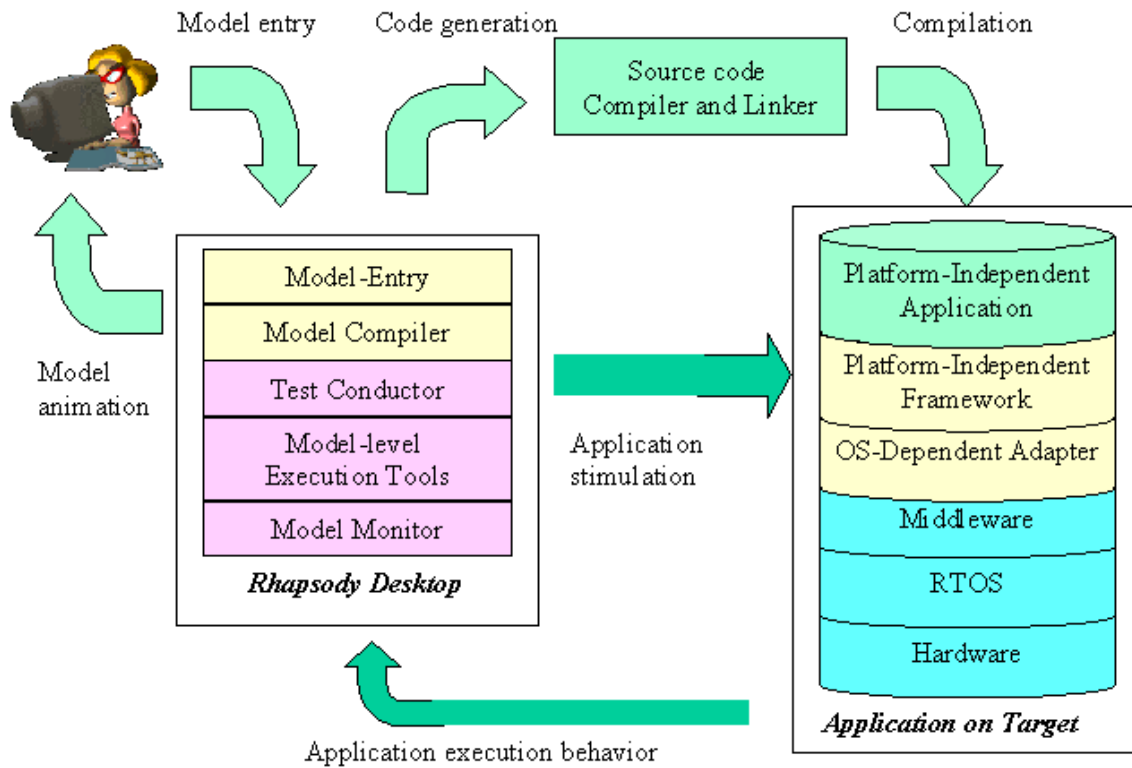 Model entry
Code generation
Compilation
Source code
Compiler and Linker
Model-Entry
Model Compiler
Test Conductor
Model-level
Execution Tools
Model Monitor
Rhapsody Desktop
Model
animation
Application
stimulation
Platform-Independent
Application
Platform-Independent
Framework
OS-Dependent Adapter
Middleware
RTOS
Hardware
Application on Target
Application execution behavior